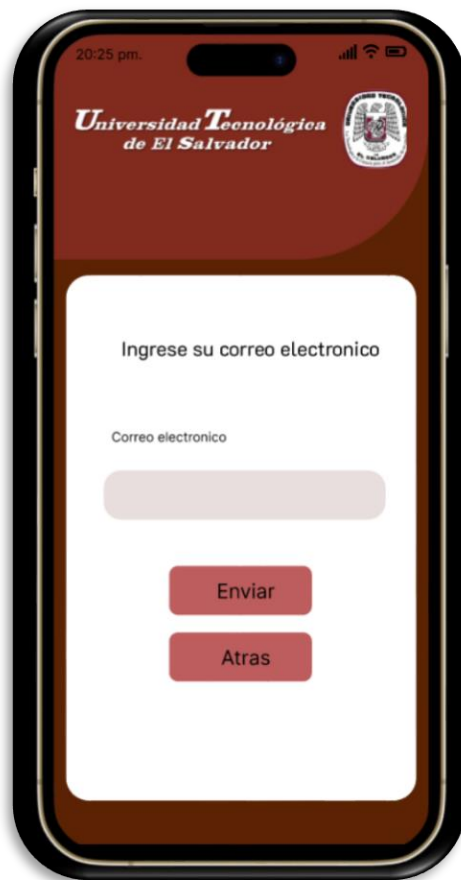 20:25 pm.
Universidad Tecnológica
de El Salvador
Ingrese su correo electronico
Correo electronico
Enviar
Atras